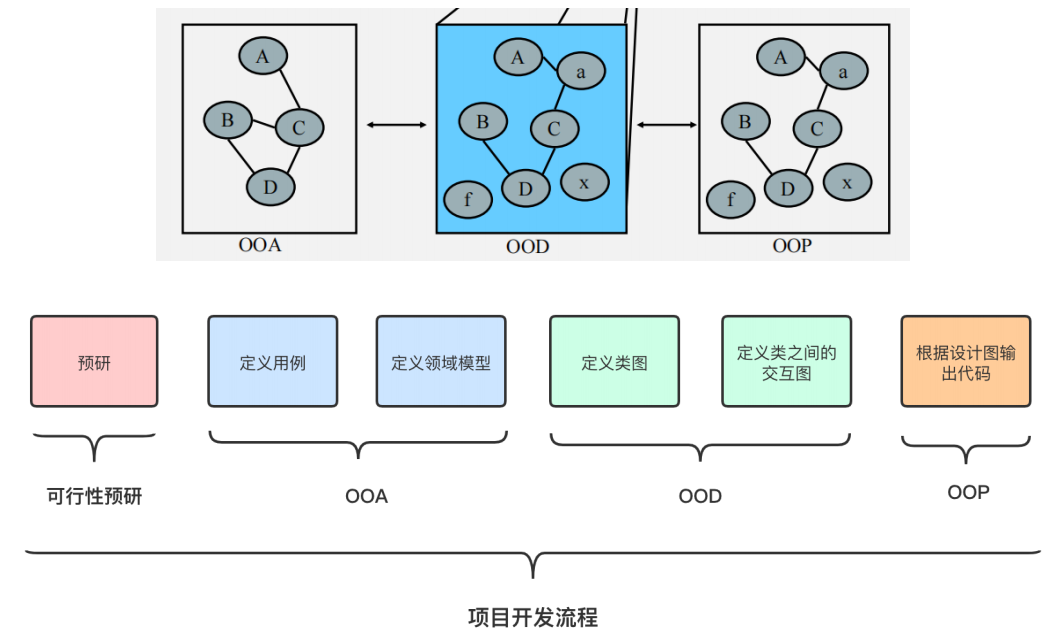 A
B
C
D
OOA
A
a
B
C
D
f
x
OOD
A
a
B
C
D
f
x
OOP
预研
定义用例
定义领域模型
定义类图
定义类之间的
交互图
根据设计图输
出代码
可行性预研
OOA
OOD
OOP
项目开发流程